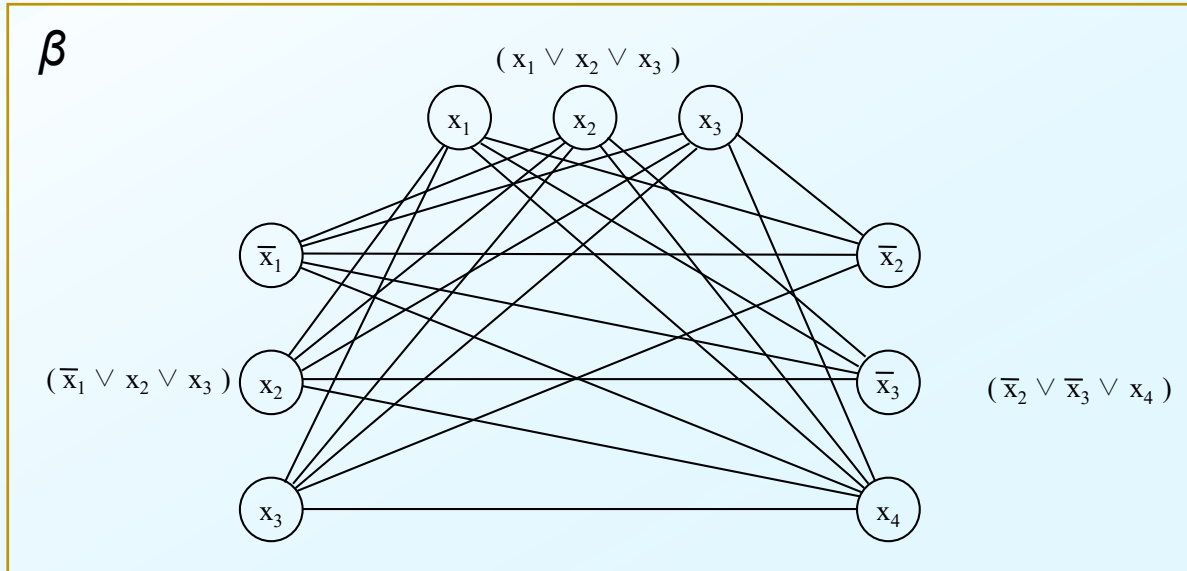 β
( x₁ ∨ x₂ ∨ x₃ )
x₁ x₂ x₃
x̅₁ x̅₂
( x̅₁ ∨ x₂ ∨ x₃ ) x₂ x̅₃ ( x̅₂ ∨ x̅₃ ∨ x₄ )
x₃ x₄